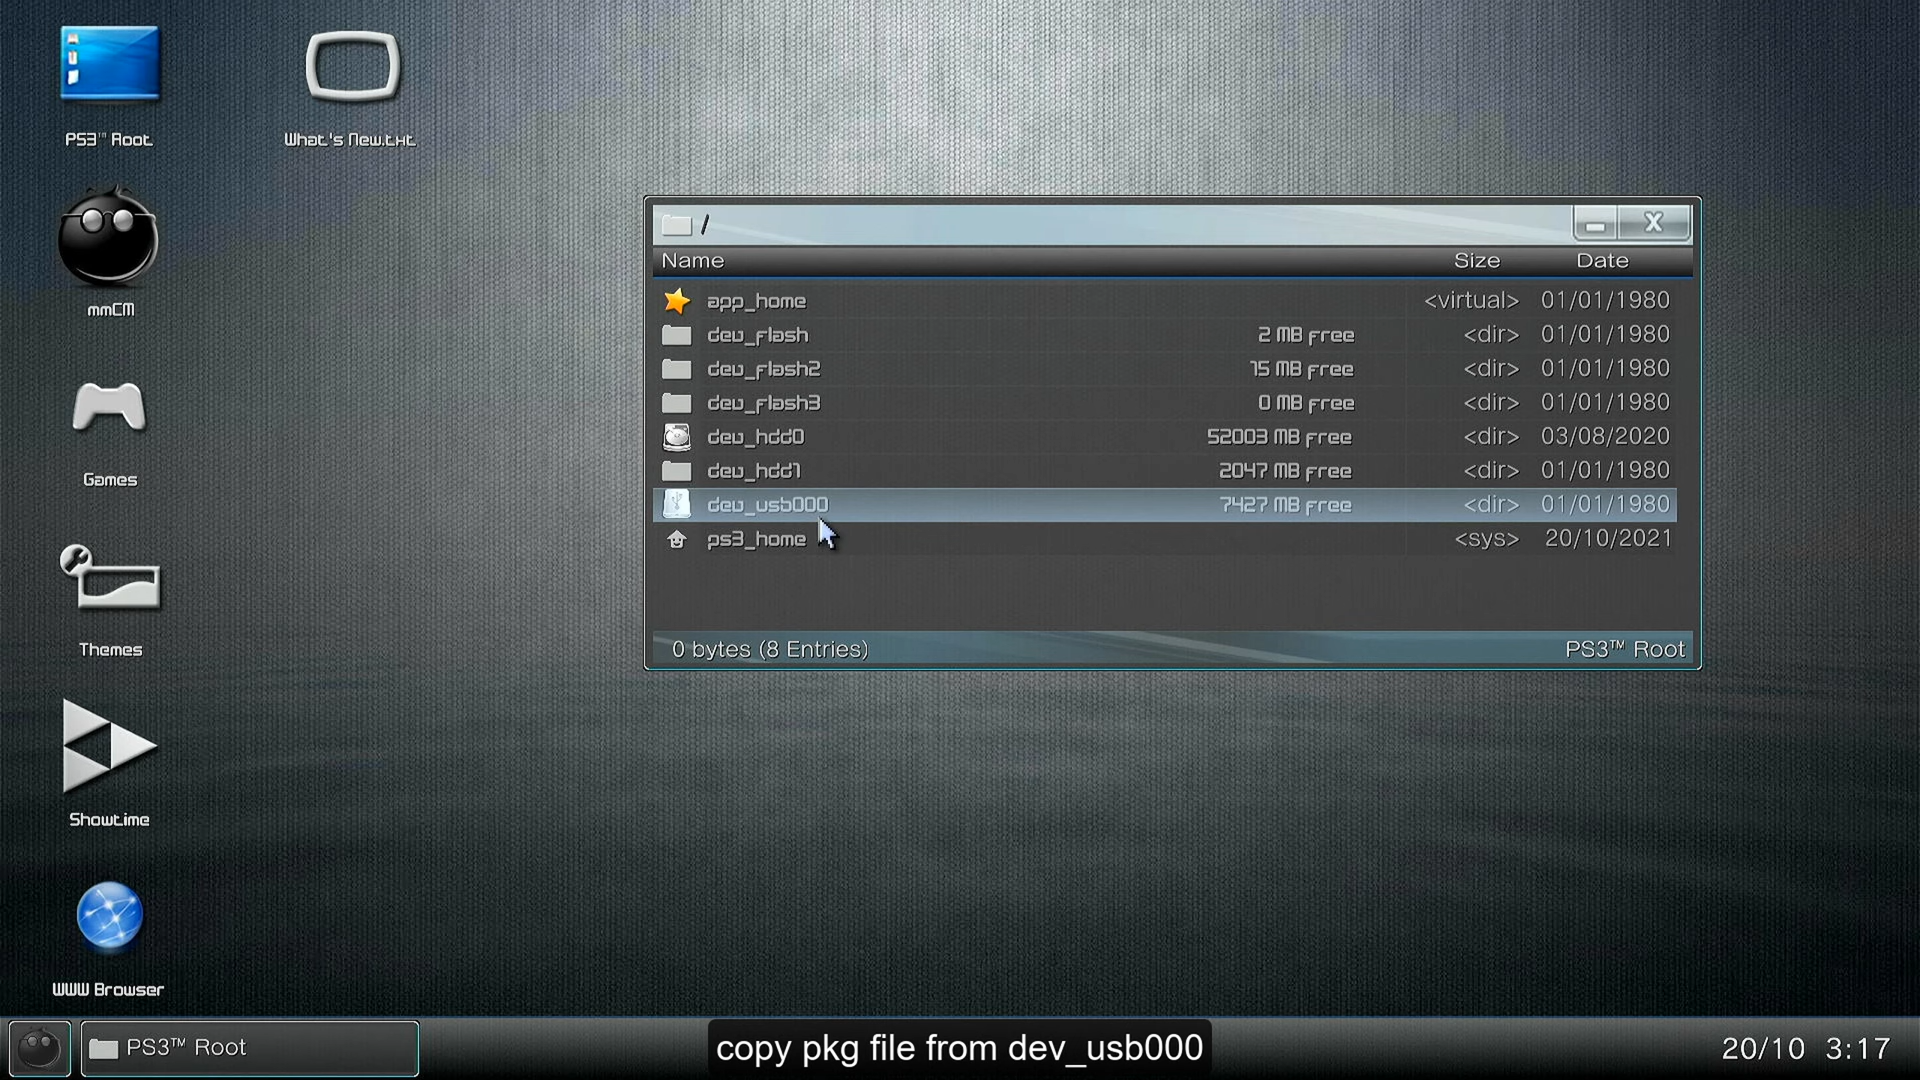 PS3™ Root
What's New.txt
mmCM
Games
Themes
Showtime
WWW Browser
/
X
Name Size Date
app_home <virtual> 01/01/1980
dev_flash 2 MB free <dir> 01/01/1980
dev_flash2 15 MB free <dir> 01/01/1980
dev_flash3 0 MB free <dir> 01/01/1980
dev_hdd0 52003 MB free <dir> 03/08/2020
dev_hdd1 2047 MB free <dir> 01/01/1980
dev_usb000 7427 MB free <dir> 01/01/1980
ps3_home <sys> 20/10/2021
0 bytes (8 Entries) PS3™ Root
PS3™ Root
copy pkg file from dev_usb000
20/10 3:17